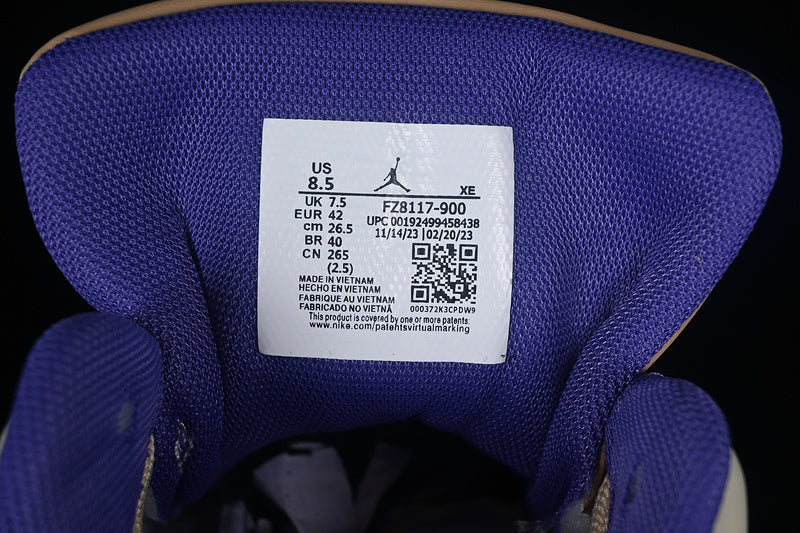 US
8.5
XE
UK 7.5
EUR 42
cm 26.5
BR 40
CN 265
(2.5)
FZ8117-900
UPC 00192499458438
11/14/23 | 02/20/23
000372K3CPDW9
MADE IN VIETNAM
HECHO EN VIETNAM
FABRIQUE AU VIETNAM
FABRICADO NO VIETNÃ
This product is covered by one or more patents:
www.nike.com/patehtsvirtualmarking